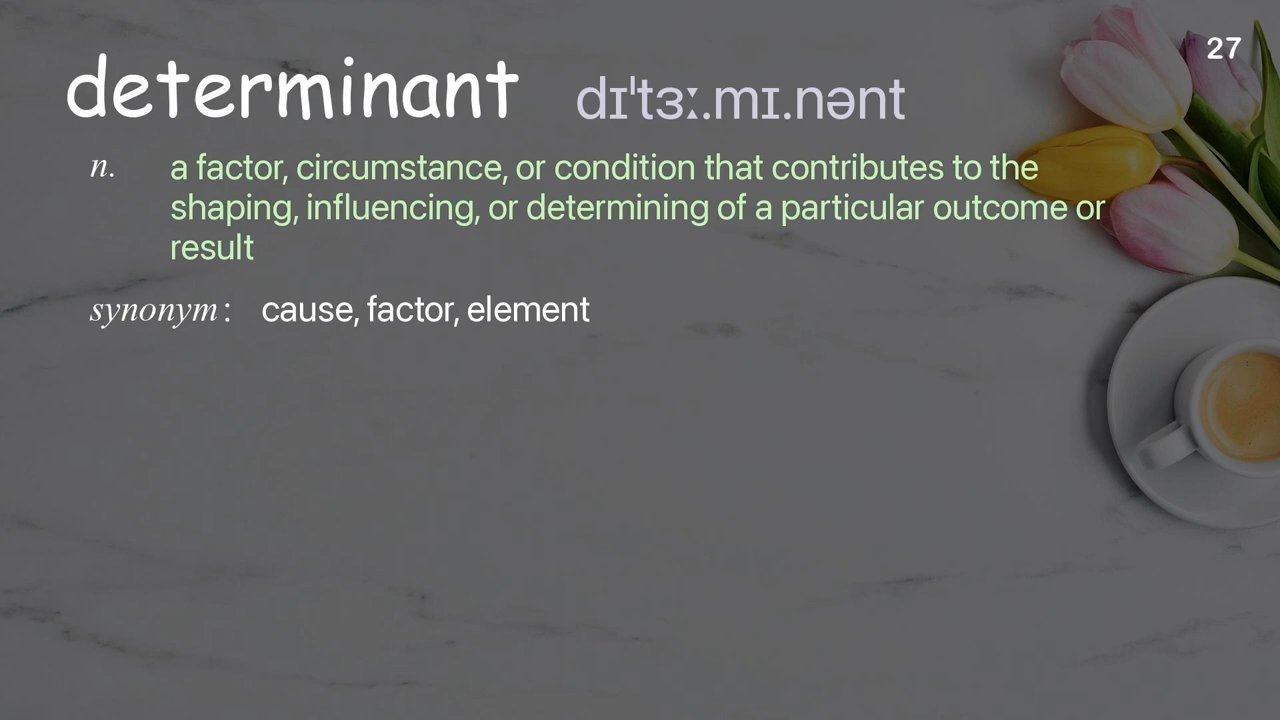 27
determinant dɪˈtɜː.mɪ.nənt
n. a factor, circumstance, or condition that contributes to the
shaping, influencing, or determining of a particular outcome or
result
synonym: cause, factor, element